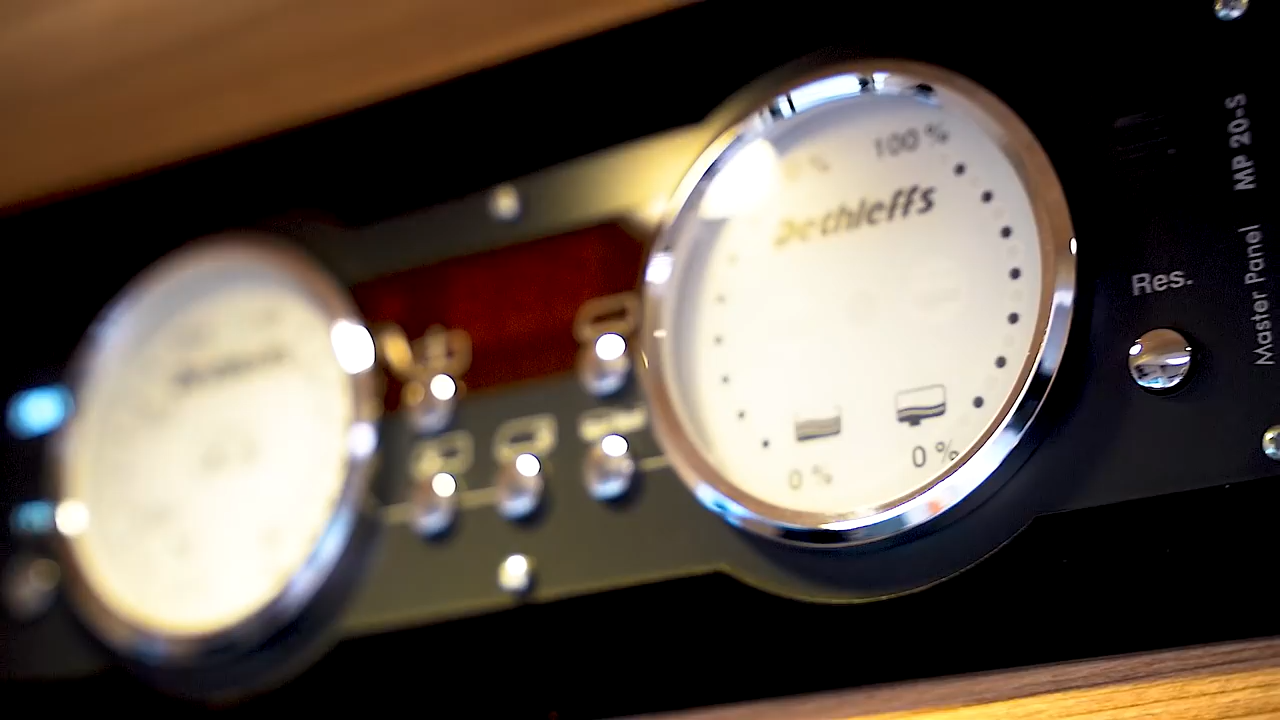 100 %
Dethleffs
0 %
0 %
Res.
Master Panel MP 20-S